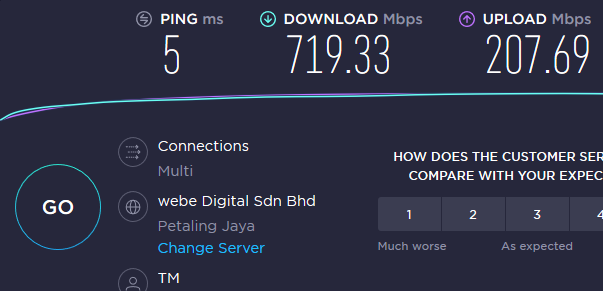 PING ms
DOWNLOAD Mbps
UPLOAD Mbps
5
719.33
207.69
Connections
Multi
webe Digital Sdn Bhd
Petaling Jaya
Change Server
TM
GO
HOW DOES THE CUSTOMER SER
COMPARE WITH YOUR EXPEC
1
2
3
4
Much worse
As expected